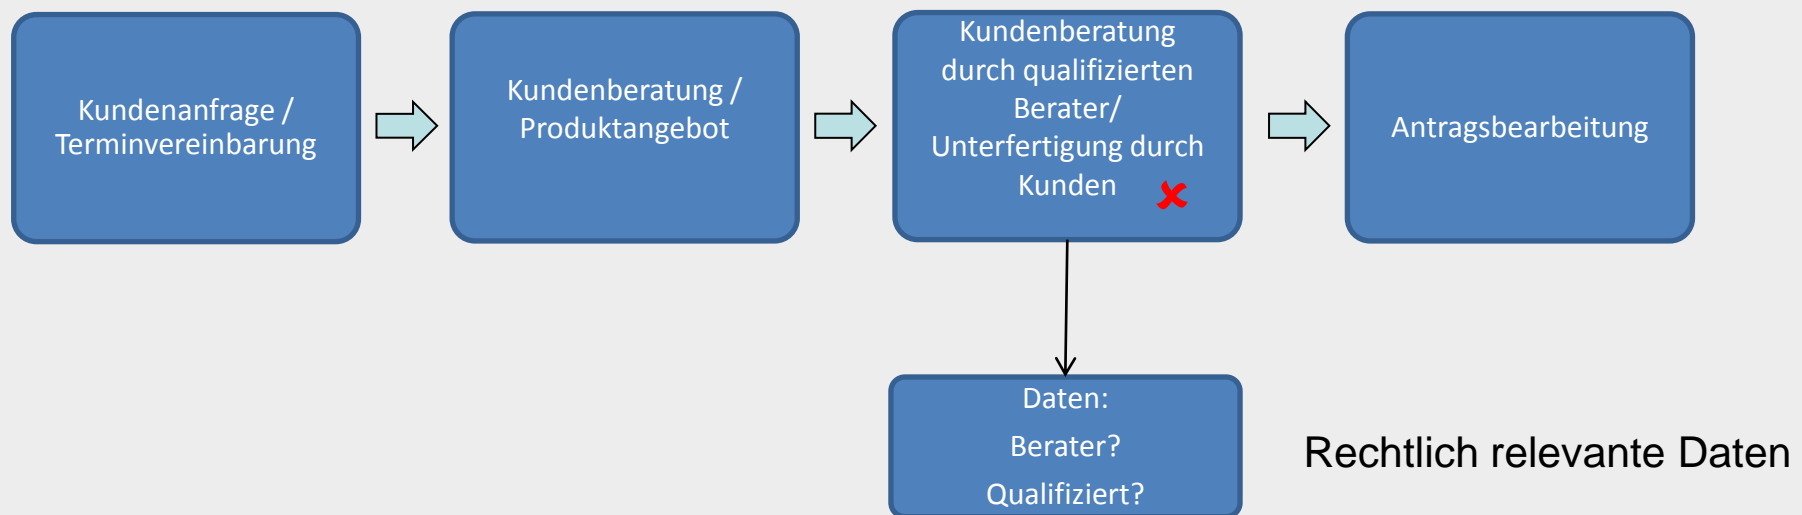 Kundenanfrage /
Terminvereinbarung
Kundenberatung /
Produktangebot
Kundenberatung
durch qualifizierten
Berater/
Unterfertigung durch
Kunden
Antragsbearbeitung
Daten:
Berater?
Qualifiziert?
Rechtlich relevante Daten